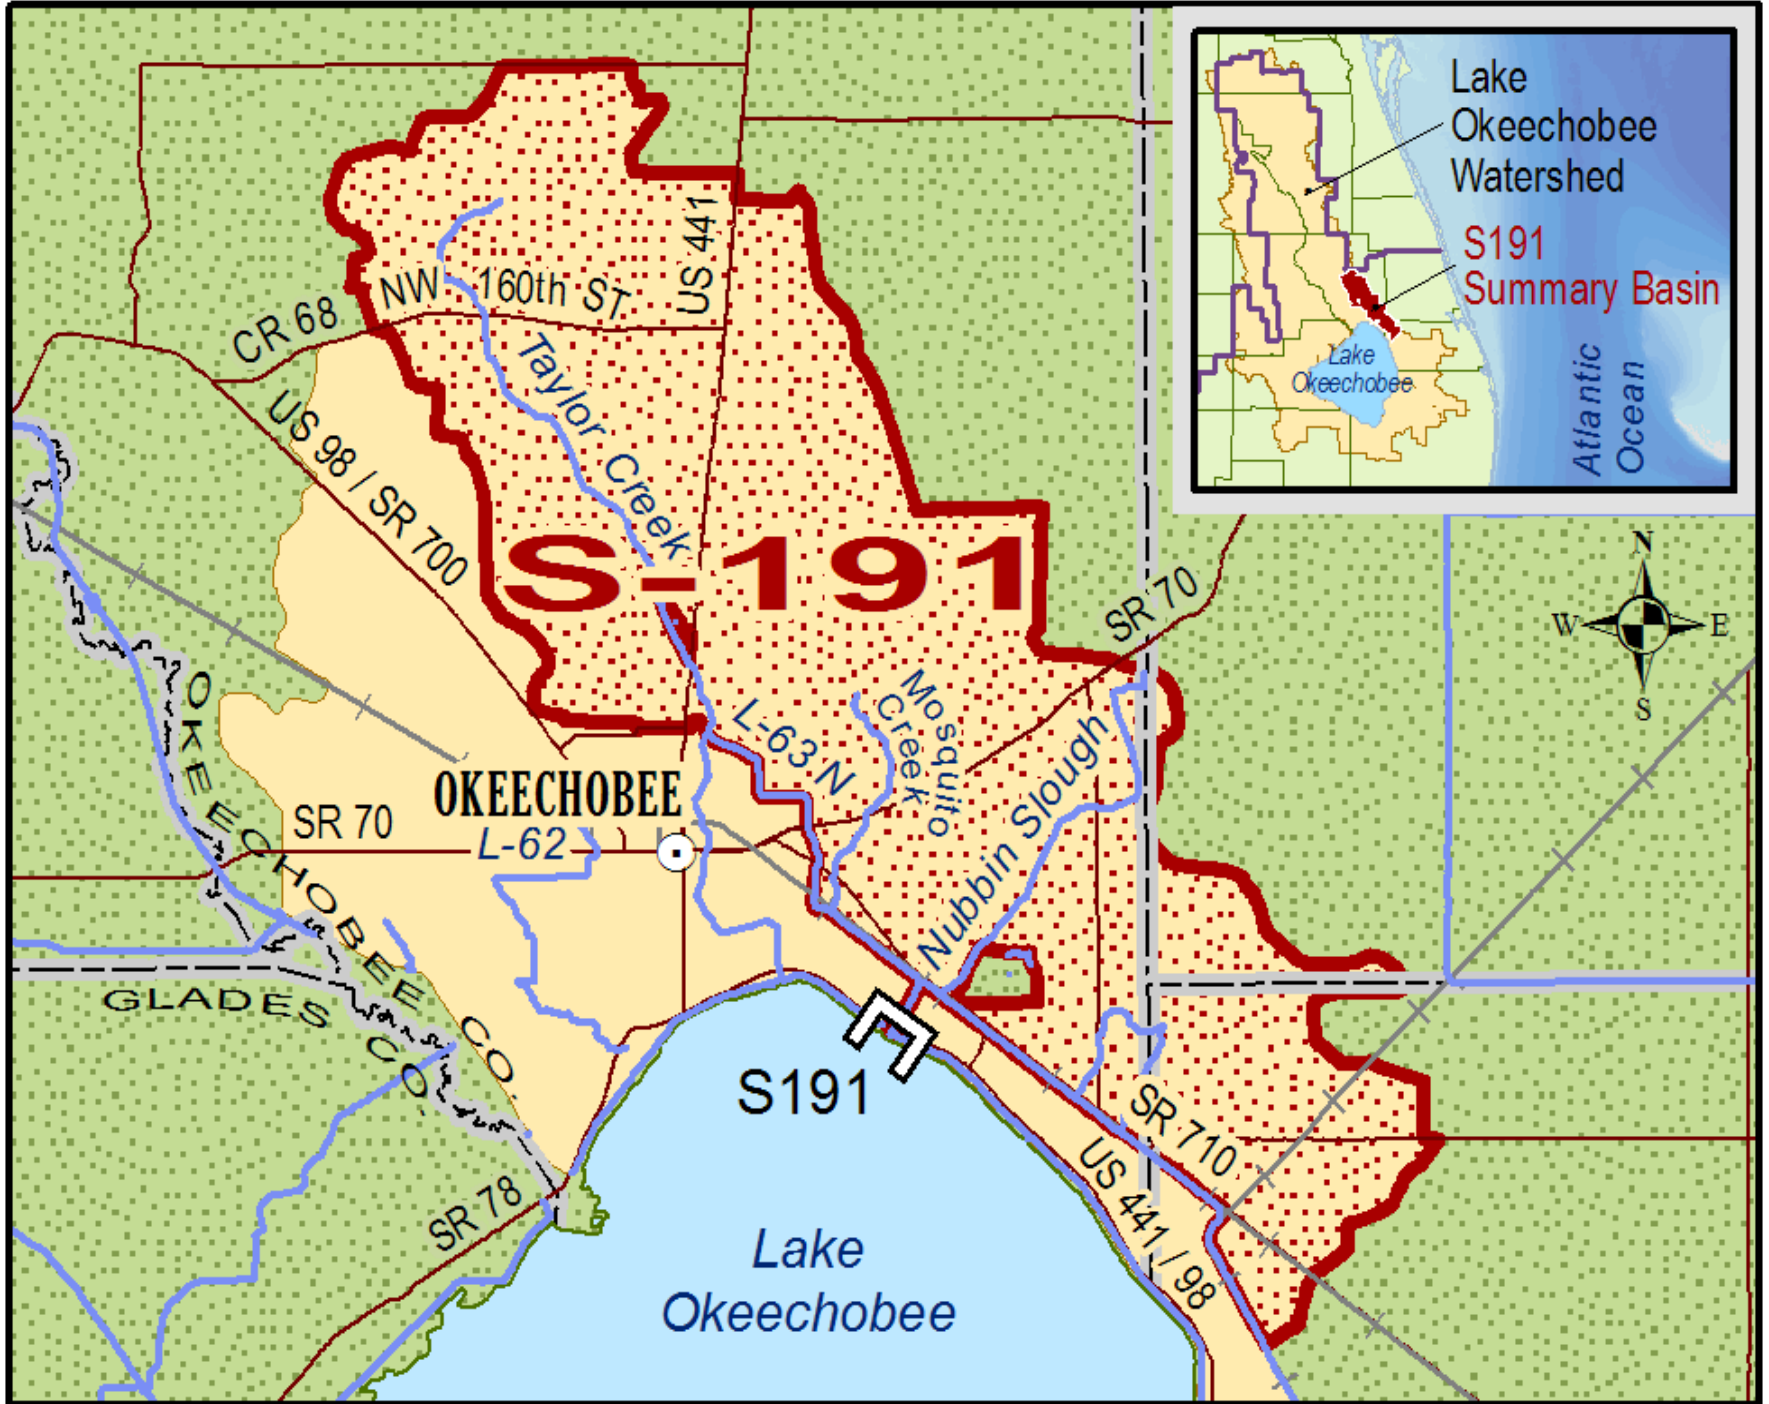 Lake
Okeechobee
Watershed
S191
Summary Basin
Lake
Okeechobee
Atlantic
Ocean
US 441
NW 160th ST
CR 68
Taylor Creek
US 98 / SR 700
S-191
N
W E
S
SR 70
Mosquito
Creek
L-63 N
Nubbin Slough
OKEECHOBEE
SR 70
L-62
OKEECHOBEE CO.
GLADES CO.
S191
SR 710
US 441 / 98
SR 78
Lake
Okeechobee